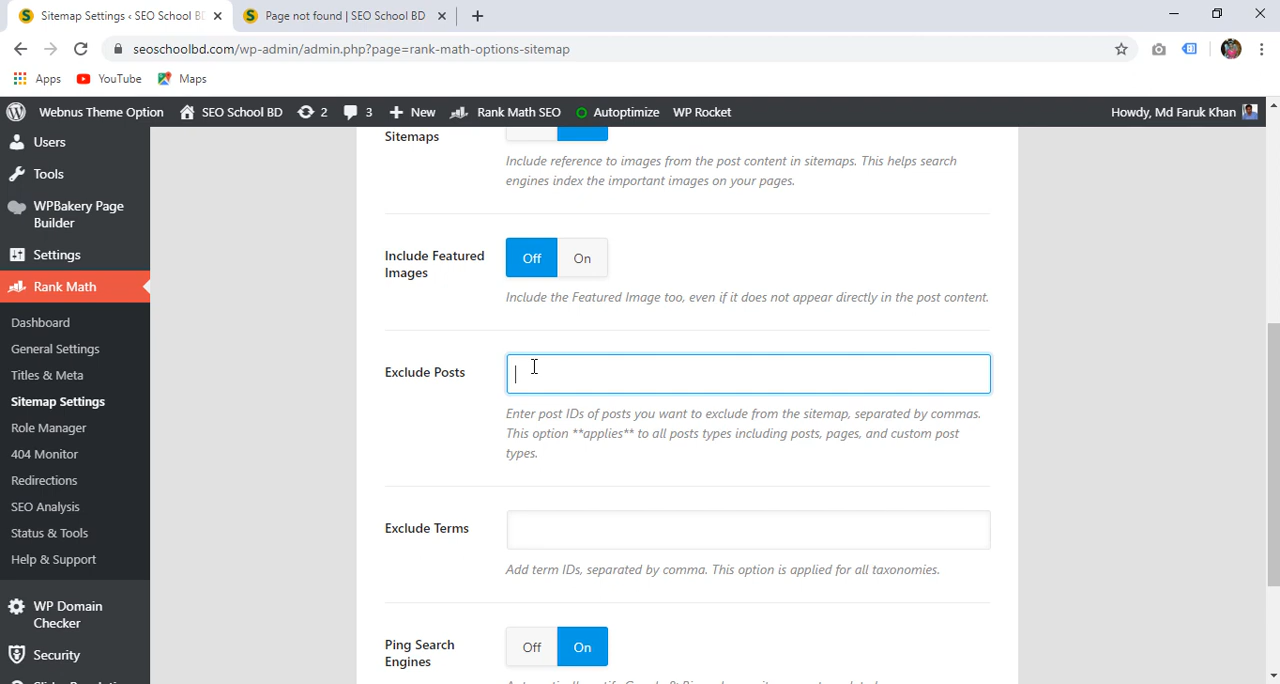 Sitemap Settings ‹ SEO School BD
Page not found | SEO School BD
seoschoolbd.com/wp-admin/admin.php?page=rank-math-options-sitemap
Apps YouTube Maps
Webnus Theme Option SEO School BD 2 3 New Rank Math SEO Autoptimize WP Rocket Howdy, Md Faruk Khan
Users
Tools
WPBakery Page
Builder
Settings
Rank Math
Dashboard
General Settings
Titles & Meta
Sitemap Settings
Role Manager
404 Monitor
Redirections
SEO Analysis
Status & Tools
Help & Support
WP Domain
Checker
Security
Sitemaps
Include reference to images from the post content in sitemaps. This helps search
engines index the important images on your pages.
Include Featured
Images
Off On
Include the Featured Image too, even if it does not appear directly in the post content.
Exclude Posts
Enter post IDs of posts you want to exclude from the sitemap, separated by commas.
This option **applies** to all posts types including posts, pages, and custom post
types.
Exclude Terms
Add term IDs, separated by comma. This option is applied for all taxonomies.
Ping Search
Engines
Off On